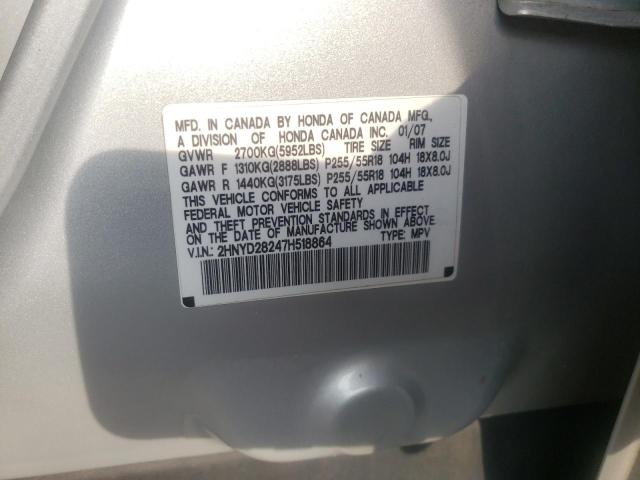 MFD. IN CANADA BY HONDA OF CANADA MFG.,
A DIVISION OF HONDA CANADA INC. 01/07
GVWR 2700KG(5952LBS) TIRE SIZE RIM SIZE
GAWR F 1310KG(2888LBS) P255/55R18 104H 18X8.0J
GAWR R 1440KG(3175LBS) P255/55R18 104H 18X8.0J
THIS VEHICLE CONFORMS TO ALL APPLICABLE
FEDERAL MOTOR VEHICLE SAFETY
AND THEFT PREVENTION STANDARDS IN EFFECT
ON THE DATE OF MANUFACTURE SHOWN ABOVE.
V.I.N.: 2HNYD28247H518864 TYPE: MPV